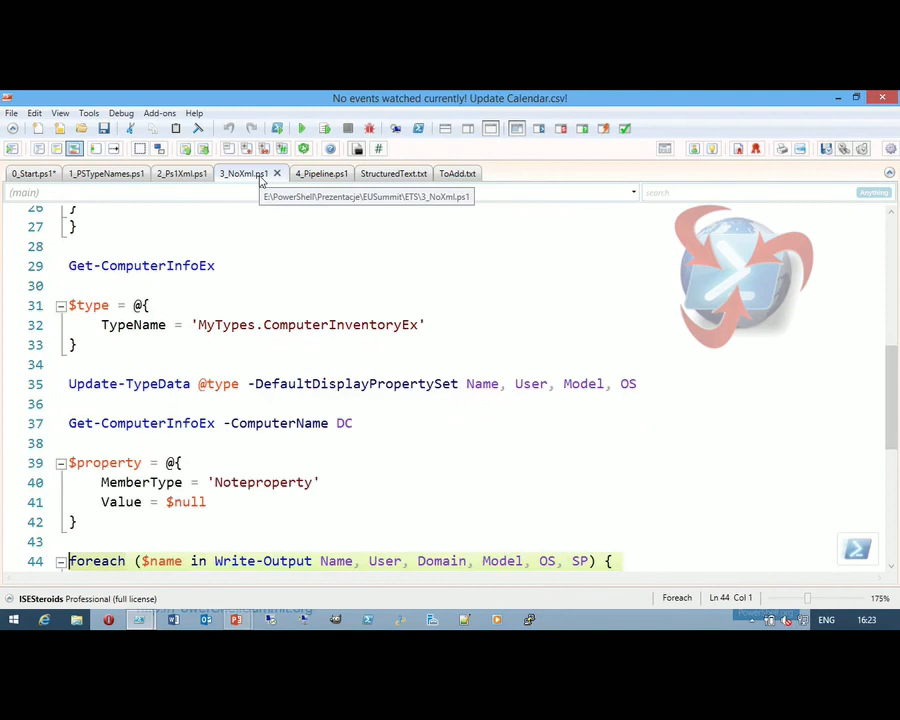 No events watched currently! Update Calendar.csv!
File Edit View Tools Debug Add-ons Help
0_Start.ps1* 1_PSTypeNames.ps1 2_Ps1Xml.ps1 3_NoXml.ps1 4_Pipeline.ps1 StructuredText.txt ToAdd.txt
(main) search Anything
E:\PowerShell\Prezentacje\EUSummit\ETS\3_NoXml.ps1
26 }
27 }
28
29 Get-ComputerInfoEx
30
31 $type = @{
32 TypeName = 'MyTypes.ComputerInventoryEx'
33 }
34
35 Update-TypeData @type -DefaultDisplayPropertySet Name, User, Model, OS
36
37 Get-ComputerInfoEx -ComputerName DC
38
39 $property = @{
40 MemberType = 'Noteproperty'
41 Value = $null
42 }
43
44 foreach ($name in Write-Output Name, User, Domain, Model, OS, SP) {
ISESteroids Professional (full license) Foreach Ln 44 Col 1 175%
ENG 16:23